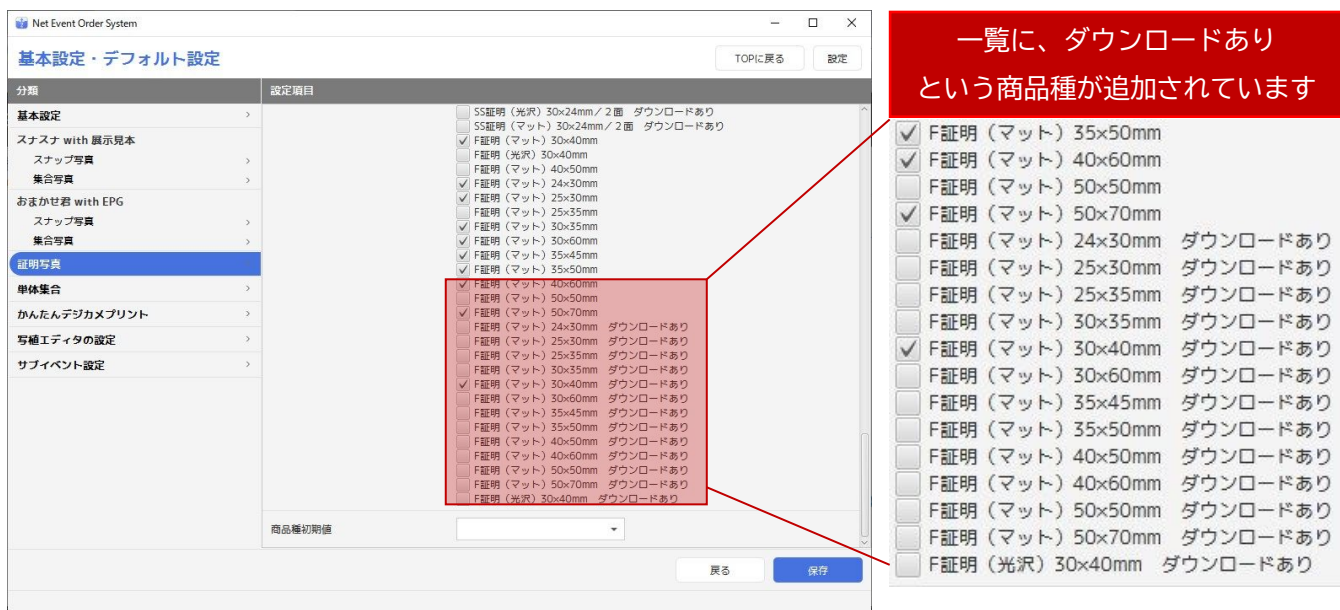 Net Event Order System
基本設定・デフォルト設定
TOPに戻る
設定
分類
設定項目
基本設定
スナスナ with 展示見本
スナップ写真
集合写真
おまかせ君 with EPG
スナップ写真
集合写真
証明写真
単体集合
かんたんデジカメプリント
写植エディタの設定
サブイベント設定
SS証明（光沢）30×24mm／２面　ダウンロードあり
SS証明（マット）30×24mm／２面　ダウンロードあり
F証明（マット）30×40mm
F証明（光沢）30×40mm
F証明（マット）40×50mm
F証明（マット）24×30mm
F証明（マット）25×30mm
F証明（マット）25×35mm
F証明（マット）30×35mm
F証明（マット）30×60mm
F証明（マット）35×45mm
F証明（マット）35×50mm
F証明（マット）40×60mm
F証明（マット）50×50mm
F証明（マット）50×70mm
F証明（マット）24×30mm　ダウンロードあり
F証明（マット）25×30mm　ダウンロードあり
F証明（マット）25×35mm　ダウンロードあり
F証明（マット）30×35mm　ダウンロードあり
F証明（マット）30×40mm　ダウンロードあり
F証明（マット）30×60mm　ダウンロードあり
F証明（マット）35×45mm　ダウンロードあり
F証明（マット）35×50mm　ダウンロードあり
F証明（マット）40×50mm　ダウンロードあり
F証明（マット）40×60mm　ダウンロードあり
F証明（マット）50×50mm　ダウンロードあり
F証明（マット）50×70mm　ダウンロードあり
F証明（光沢）30×40mm　ダウンロードあり
商品種初期値
戻る
保存
一覧に、ダウンロードあり
という商品種が追加されています
F証明（マット）35×50mm
F証明（マット）40×60mm
F証明（マット）50×50mm
F証明（マット）50×70mm
F証明（マット）24×30mm　ダウンロードあり
F証明（マット）25×30mm　ダウンロードあり
F証明（マット）25×35mm　ダウンロードあり
F証明（マット）30×35mm　ダウンロードあり
F証明（マット）30×40mm　ダウンロードあり
F証明（マット）30×60mm　ダウンロードあり
F証明（マット）35×45mm　ダウンロードあり
F証明（マット）35×50mm　ダウンロードあり
F証明（マット）40×50mm　ダウンロードあり
F証明（マット）40×60mm　ダウンロードあり
F証明（マット）50×50mm　ダウンロードあり
F証明（マット）50×70mm　ダウンロードあり
F証明（光沢）30×40mm　ダウンロードあり